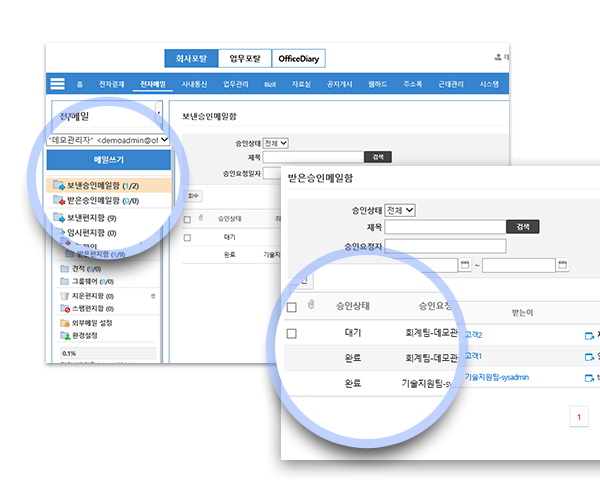 회사포탈 업무포탈 OfficeDiary
홈 전자결재 전자메일 사내통신 업무관리 Bizit 자료실 공지게시 웹하드 주소록 근태관리 시스템
전자메일
"데모관리자" <demoadmin@of
메일쓰기
보낸승인메일함 (1/2)
받은승인메일함 (0/0)
보낸편지함 (9)
임시편지함 (0)
받은편지함 (1/9)
견적 (0/0)
그룹웨어 (0/0)
지운편지함 (0)
스팸편지함 (0)
외부메일 설정
환경설정
0.1%
보낸승인메일함
승인상태 전체
제목 검색
승인요청일자
회수
승인상태
대기
완료 기술지
받은승인메일함
승인상태 전체
제목 검색
승인요청자
~
승인상태 승인요청 받는이
대기 회계팀-데모관 고객2
완료 회계팀-데모관 고객1
완료 기술지원팀-sy 기술지원팀-sysadmin
1